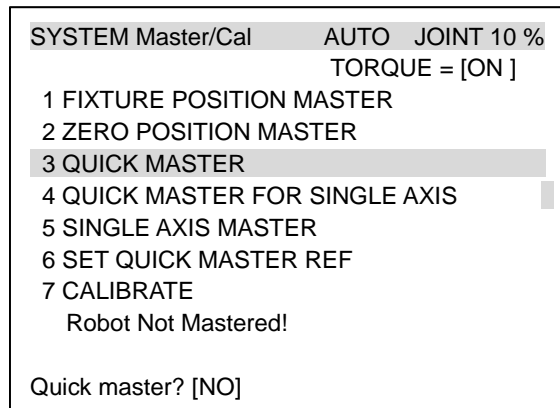 SYSTEM Master/Cal AUTO JOINT 10 %
TORQUE = [ON ]
1 FIXTURE POSITION MASTER
2 ZERO POSITION MASTER
3 QUICK MASTER
4 QUICK MASTER FOR SINGLE AXIS
5 SINGLE AXIS MASTER
6 SET QUICK MASTER REF
7 CALIBRATE
Robot Not Mastered!
Quick master? [NO]